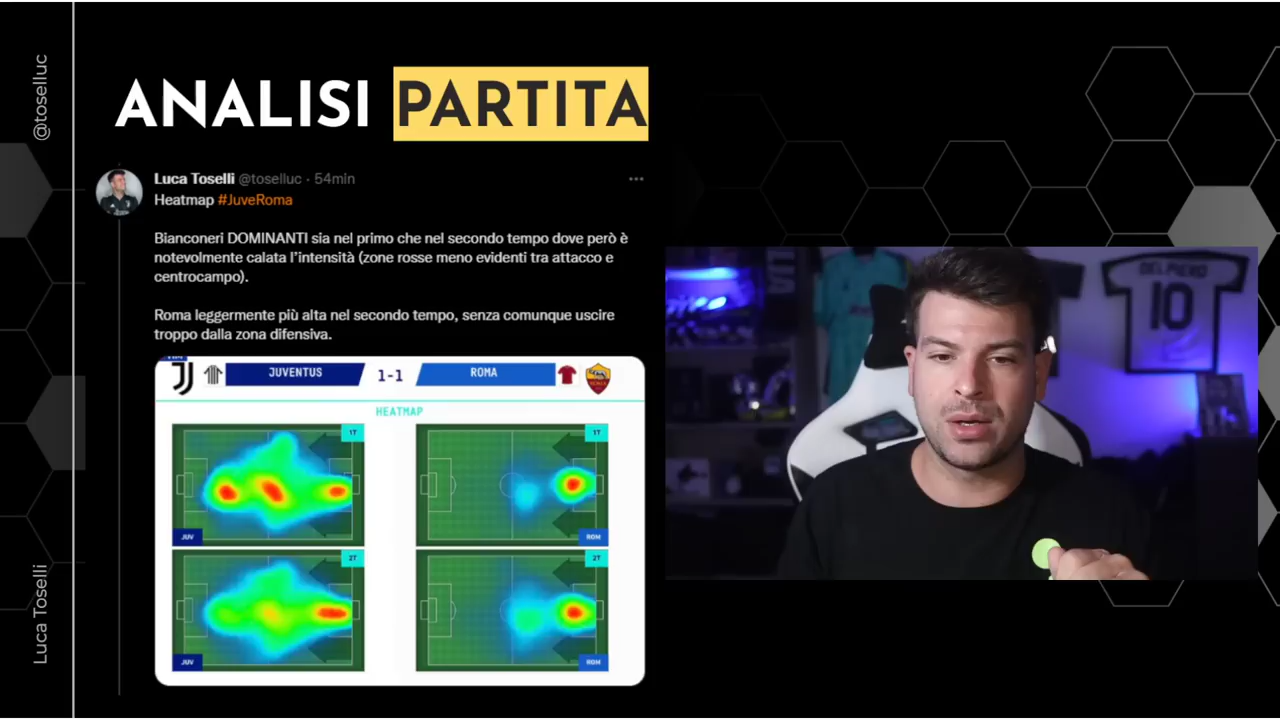 @toselluc
Luca Toselli
ANALISI PARTITA
Luca Toselli @toselluc · 54min
Heatmap #JuveRoma
Bianconeri DOMINANTI sia nel primo che nel secondo tempo dove però è
notevolmente calata l'intensità (zone rosse meno evidenti tra attacco e
centrocampo).
Roma leggermente più alta nel secondo tempo, senza comunque uscire
troppo dalla zona difensiva.
JUVENTUS 1-1 ROMA
HEATMAP
1T
1T
JUV
ROM
2T
2T
JUV
ROM
DEL PIERO
10